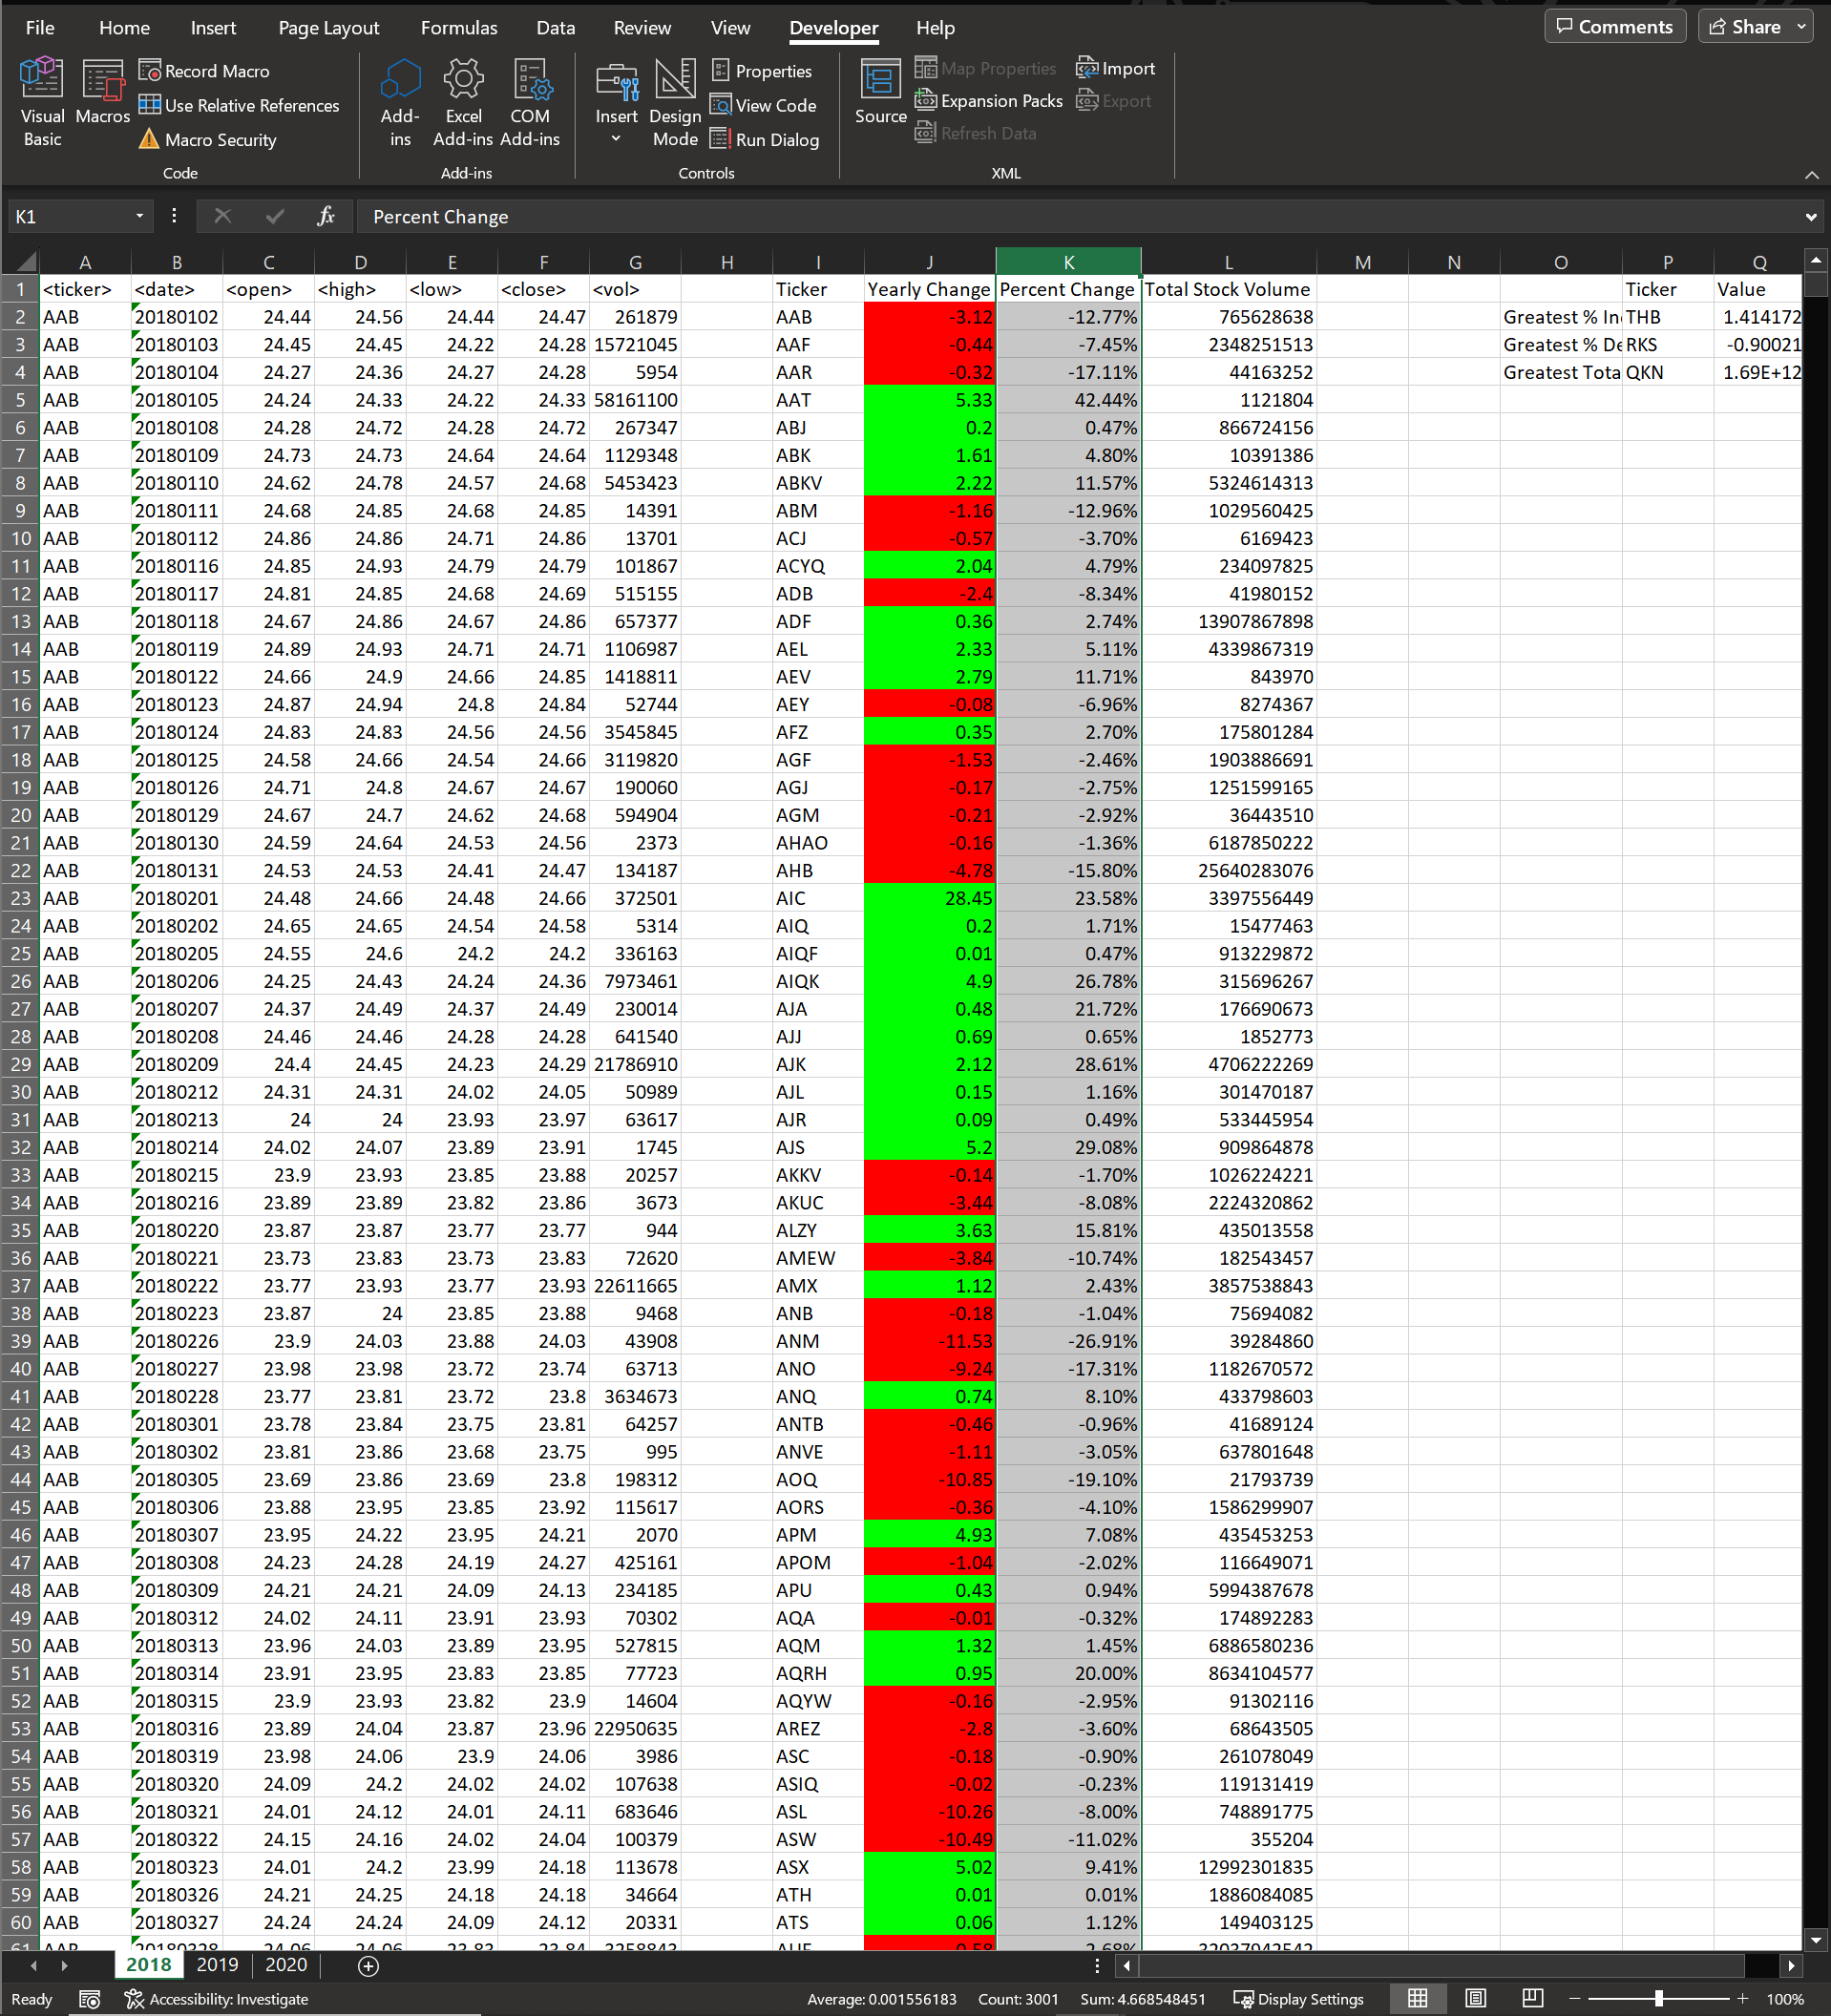 File Home Insert Page Layout Formulas Data Review View Developer Help Comments Share
Visual Basic Macros Record Macro Use Relative References Macro Security Code
Add-ins Excel Add-ins COM Add-ins Add-ins
Insert Design Mode Properties View Code Run Dialog Controls
Source Map Properties Expansion Packs Refresh Data Import Export XML
K1 fx Percent Change
A B C D E F G H I J K L M N O P Q
1 <ticker> <date> <open> <high> <low> <close> <vol> Ticker Yearly Change Percent Change Total Stock Volume Ticker Value
2 AAB 20180102 24.44 24.56 24.44 24.47 261879 AAB -3.12 -12.77% 765628638 Greatest % In THB 1.414172
3 AAB 20180103 24.45 24.45 24.22 24.28 15721045 AAF -0.44 -7.45% 2348251513 Greatest % De RKS -0.90021
4 AAB 20180104 24.27 24.36 24.27 24.28 5954 AAR -0.32 -17.11% 44163252 Greatest Tota QKN 1.69E+12
5 AAB 20180105 24.24 24.33 24.22 24.33 58161100 AAT 5.33 42.44% 1121804
6 AAB 20180108 24.28 24.72 24.28 24.72 267347 ABJ 0.2 0.47% 866724156
7 AAB 20180109 24.73 24.73 24.64 24.64 1129348 ABK 1.61 4.80% 10391386
8 AAB 20180110 24.62 24.78 24.57 24.68 5453423 ABKV 2.22 11.57% 5324614313
9 AAB 20180111 24.68 24.85 24.68 24.85 14391 ABM -1.16 -12.96% 1029560425
10 AAB 20180112 24.86 24.86 24.71 24.86 13701 ACJ -0.57 -3.70% 6169423
11 AAB 20180116 24.85 24.93 24.79 24.79 101867 ACYQ 2.04 4.79% 234097825
12 AAB 20180117 24.81 24.85 24.68 24.69 515155 ADB -2.4 -8.34% 41980152
13 AAB 20180118 24.67 24.86 24.67 24.86 657377 ADF 0.36 2.74% 13907867898
14 AAB 20180119 24.89 24.93 24.71 24.71 1106987 AEL 2.33 5.11% 4339867319
15 AAB 20180122 24.66 24.9 24.66 24.85 1418811 AEV 2.79 11.71% 843970
16 AAB 20180123 24.87 24.94 24.8 24.84 52744 AEY -0.08 -6.96% 8274367
17 AAB 20180124 24.83 24.83 24.56 24.56 3545845 AFZ 0.35 2.70% 175801284
18 AAB 20180125 24.58 24.66 24.54 24.66 3119820 AGF -1.53 -2.46% 1903886691
19 AAB 20180126 24.71 24.8 24.67 24.67 190060 AGJ -0.17 -2.75% 1251599165
20 AAB 20180129 24.67 24.7 24.62 24.68 594904 AGM -0.21 -2.92% 36443510
21 AAB 20180130 24.59 24.64 24.53 24.56 2373 AHAO -0.16 -1.36% 6187850222
22 AAB 20180131 24.53 24.53 24.41 24.47 134187 AHB -4.78 -15.80% 25640283076
23 AAB 20180201 24.48 24.66 24.48 24.66 372501 AIC 28.45 23.58% 3397556449
24 AAB 20180202 24.65 24.65 24.54 24.58 5314 AIQ 0.2 1.71% 15477463
25 AAB 20180205 24.55 24.6 24.2 24.2 336163 AIQF 0.01 0.47% 913229872
26 AAB 20180206 24.25 24.43 24.24 24.36 7973461 AIQK 4.9 26.78% 315696267
27 AAB 20180207 24.37 24.49 24.37 24.49 230014 AJA 0.48 21.72% 176690673
28 AAB 20180208 24.46 24.46 24.28 24.28 641540 AJJ 0.69 0.65% 1852773
29 AAB 20180209 24.4 24.45 24.23 24.29 21786910 AJK 2.12 28.61% 4706222269
30 AAB 20180212 24.31 24.31 24.02 24.05 50989 AJL 0.15 1.16% 301470187
31 AAB 20180213 24 24 23.93 23.97 63617 AJR 0.09 0.49% 533445954
32 AAB 20180214 24.02 24.07 23.89 23.91 1745 AJS 5.2 29.08% 909864878
33 AAB 20180215 23.9 23.93 23.85 23.88 20257 AKKV -0.14 -1.70% 1026224221
34 AAB 20180216 23.89 23.89 23.82 23.86 3673 AKUC -3.44 -8.08% 2224320862
35 AAB 20180220 23.87 23.87 23.77 23.77 944 ALZY 3.63 15.81% 435013558
36 AAB 20180221 23.73 23.83 23.73 23.83 72620 AMEW -3.84 -10.74% 182543457
37 AAB 20180222 23.77 23.93 23.77 23.93 22611665 AMX 1.12 2.43% 3857538843
38 AAB 20180223 23.87 24 23.85 23.88 9468 ANB -0.18 -1.04% 75694082
39 AAB 20180226 23.9 24.03 23.88 24.03 43908 ANM -11.53 -26.91% 39284860
40 AAB 20180227 23.98 23.98 23.72 23.74 63713 ANO -9.24 -17.31% 1182670572
41 AAB 20180228 23.77 23.81 23.72 23.8 3634673 ANQ 0.74 8.10% 433798603
42 AAB 20180301 23.78 23.84 23.75 23.81 64257 ANTB -0.46 -0.96% 41689124
43 AAB 20180302 23.81 23.86 23.68 23.75 995 ANVE -1.11 -3.05% 637801648
44 AAB 20180305 23.69 23.86 23.69 23.8 198312 AOQ -10.85 -19.10% 21793739
45 AAB 20180306 23.88 23.95 23.85 23.92 115617 AORS -0.36 -4.10% 1586299907
46 AAB 20180307 23.95 24.22 23.95 24.21 2070 APM 4.93 7.08% 435453253
47 AAB 20180308 24.23 24.28 24.19 24.27 425161 APOM -1.04 -2.02% 116649071
48 AAB 20180309 24.21 24.21 24.09 24.13 234185 APU 0.43 0.94% 5994387678
49 AAB 20180312 24.02 24.11 23.91 23.93 70302 AQA -0.01 -0.32% 174892283
50 AAB 20180313 23.96 24.03 23.89 23.95 527815 AQM 1.32 1.45% 6886580236
51 AAB 20180314 23.91 23.95 23.83 23.85 77723 AQRH 0.95 20.00% 8634104577
52 AAB 20180315 23.9 23.93 23.82 23.9 14604 AQYW -0.16 -2.95% 91302116
53 AAB 20180316 23.89 24.04 23.87 23.96 22950635 AREZ -2.8 -3.60% 68643505
54 AAB 20180319 23.98 24.06 23.9 24.06 3986 ASC -0.18 -0.90% 261078049
55 AAB 20180320 24.09 24.2 24.02 24.02 107638 ASIQ -0.02 -0.23% 119131419
56 AAB 20180321 24.01 24.12 24.01 24.11 683646 ASL -10.26 -8.00% 748891775
57 AAB 20180322 24.15 24.16 24.02 24.04 100379 ASW -10.49 -11.02% 355204
58 AAB 20180323 24.01 24.2 23.99 24.18 113678 ASX 5.02 9.41% 12992301835
59 AAB 20180326 24.21 24.25 24.18 24.18 34664 ATH 0.01 0.01% 1886084085
60 AAB 20180327 24.24 24.24 24.09 24.12 20331 ATS 0.06 1.12% 149403125
2018 2019 2020
Ready Accessibility: Investigate Average: 0.001556183 Count: 3001 Sum: 4.668548451 Display Settings 100%